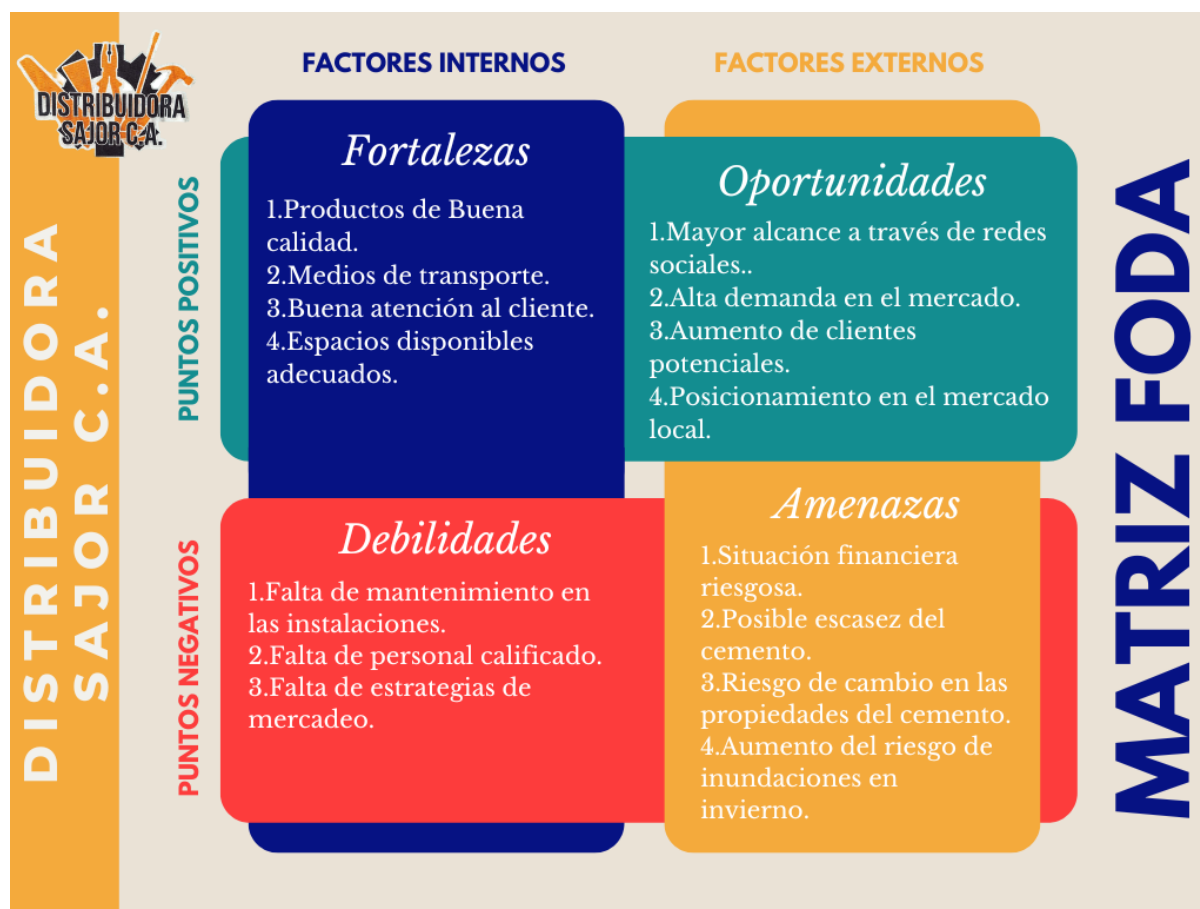 DISTRIBUIDORA
SAJOR C.A.
DISTRIBUIDORA
SAJOR C.A.
FACTORES INTERNOS
FACTORES EXTERNOS
PUNTOS POSITIVOS
Fortalezas
1.Productos de Buena
calidad.
2.Medios de transporte.
3.Buena atención al cliente.
4.Espacios disponibles
adecuados.
Oportunidades
1.Mayor alcance a través de redes
sociales..
2.Alta demanda en el mercado.
3.Aumento de clientes
potenciales.
4.Posicionamiento en el mercado
local.
PUNTOS NEGATIVOS
Debilidades
1.Falta de mantenimiento en
las instalaciones.
2.Falta de personal calificado.
3.Falta de estrategias de
mercadeo.
Amenazas
1.Situación financiera
riesgosa.
2.Posible escasez del
cemento.
3.Riesgo de cambio en las
propiedades del cemento.
4.Aumento del riesgo de
inundaciones en
invierno.
MATRIZ FODA